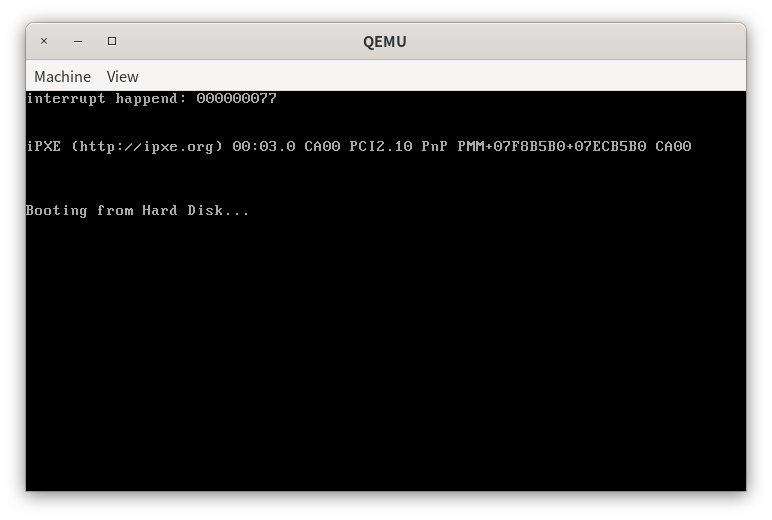 QEMU
Machine View
interrupt happend: 000000077
iPXE (http://ipxe.org) 00:03.0 CA00 PCI2.10 PnP PMM+07F8B5B0+07ECB5B0 CA00
Booting from Hard Disk...